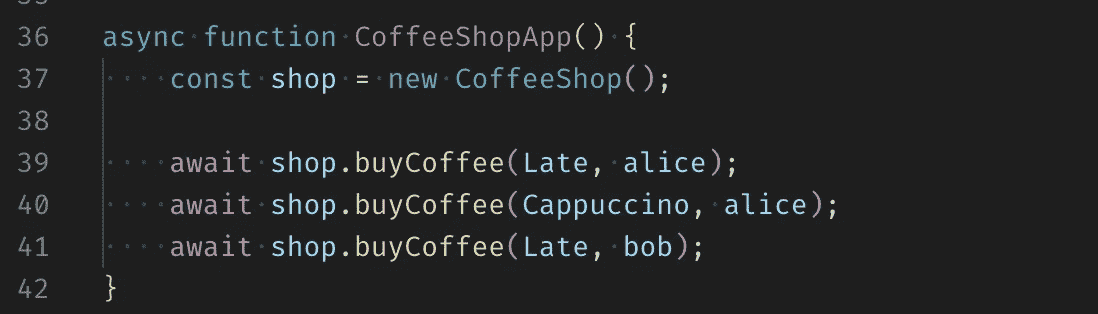 36 async function CoffeeShopApp() {
37     const shop = new CoffeeShop();
38
39     await shop.buyCoffee(Late, alice);
40     await shop.buyCoffee(Cappuccino, alice);
41     await shop.buyCoffee(Late, bob);
42 }